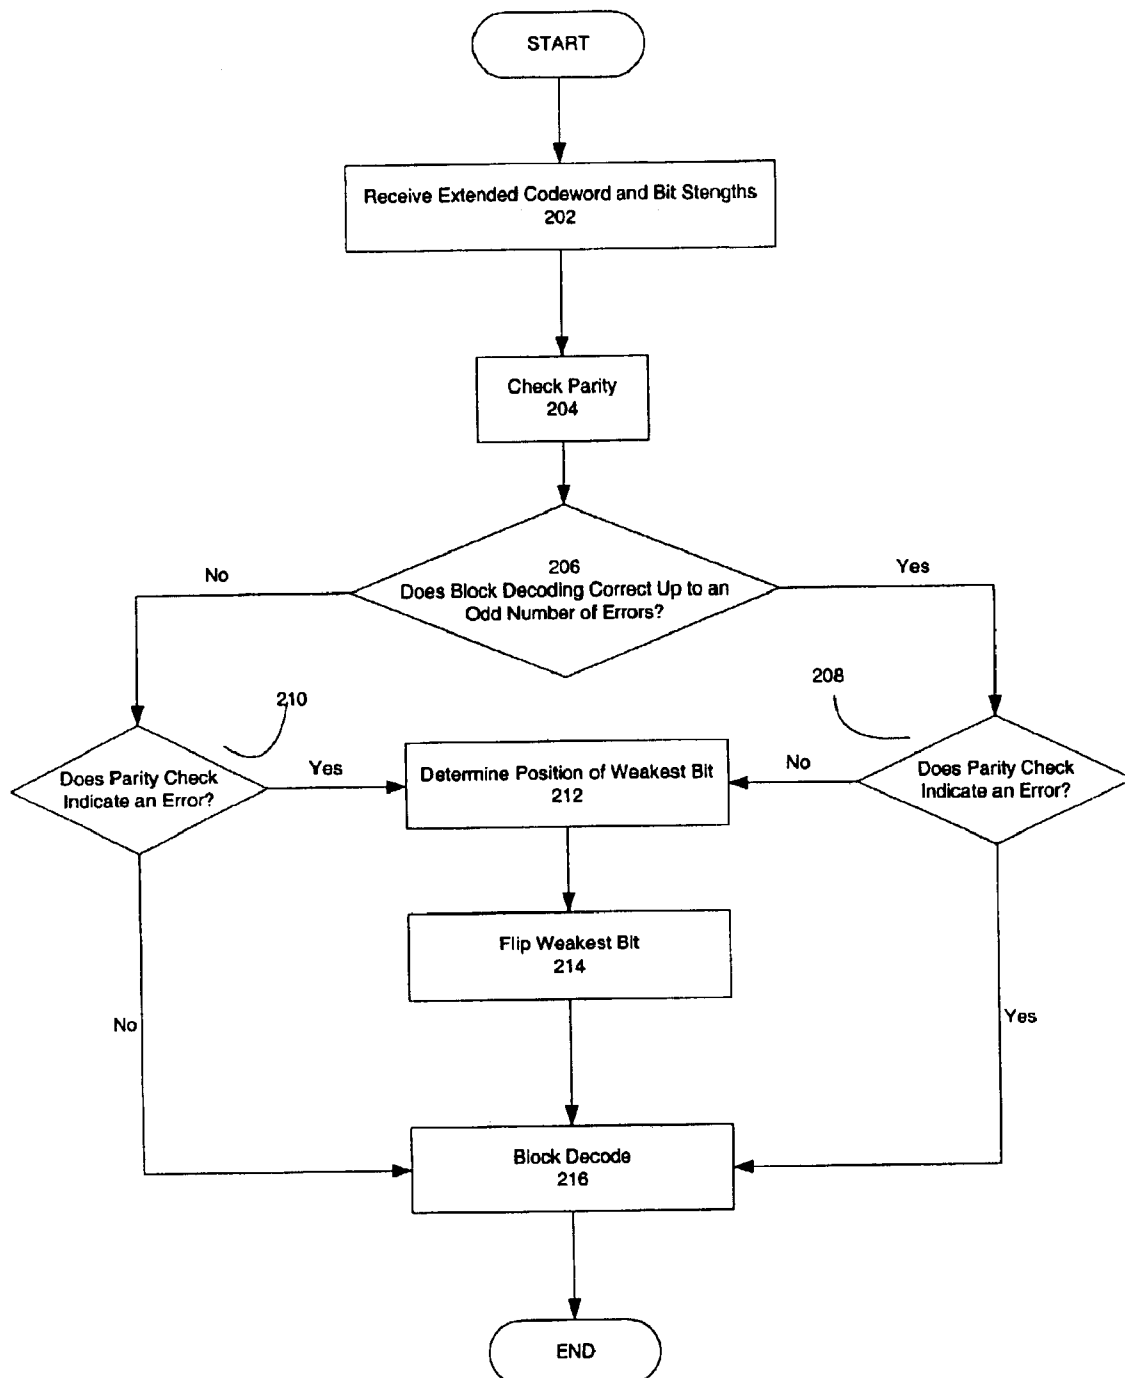 START
Receive Extended Codeword and Bit Stengths
202
Check Parity
204
206
Does Block Decoding Correct Up to an
Odd Number of Errors?
No
Yes
210
208
Does Parity Check
Indicate an Error?
Yes
Determine Position of Weakest Bit
212
No
Does Parity Check
Indicate an Error?
Flip Weakest Bit
214
No
Yes
Block Decode
216
END